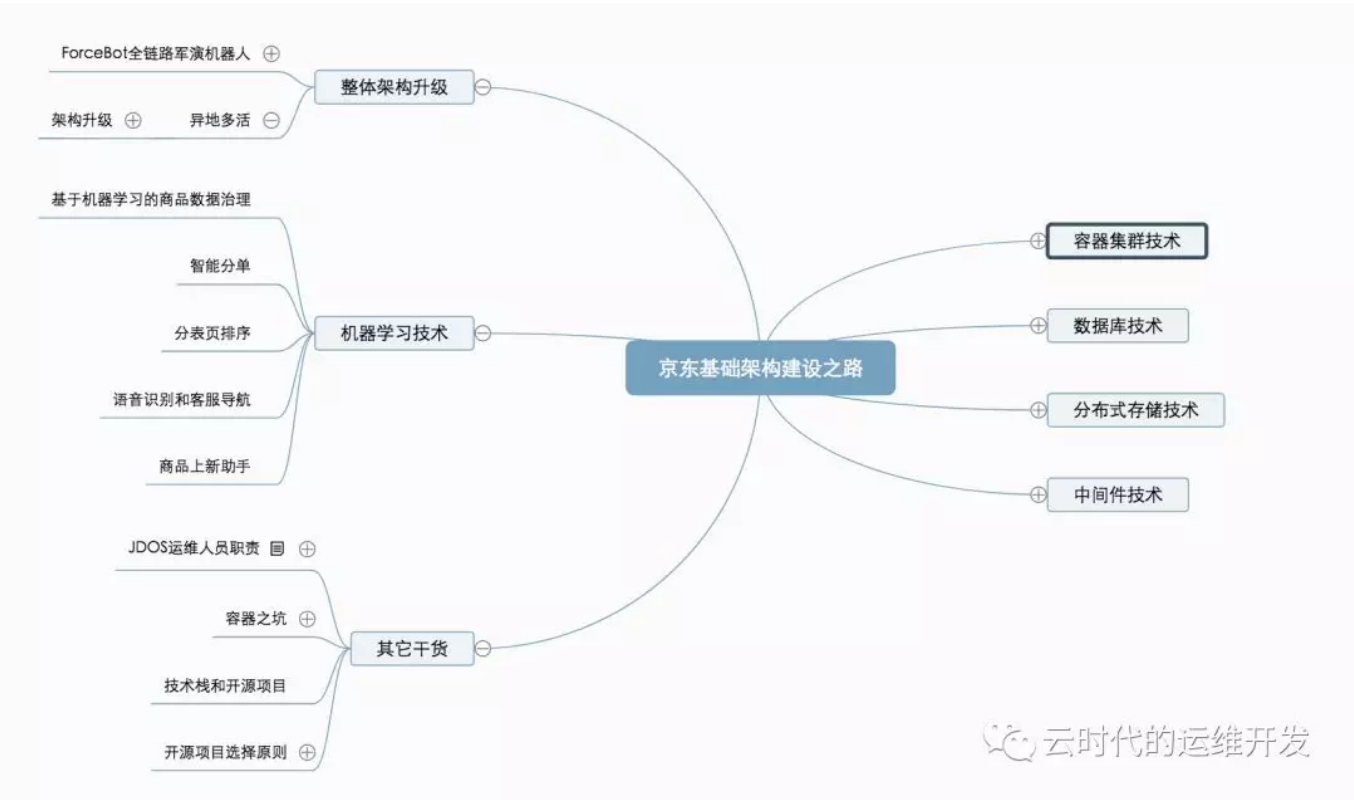 ForceBot全链路军演机器人
整体架构升级
架构升级
异地多活
基于机器学习的商品数据治理
智能分单
分表页排序
机器学习技术
语音识别和客服导航
商品上新助手
JDOS运维人员职责
容器之坑
其它干货
技术栈和开源项目
开源项目选择原则
京东基础架构建设之路
容器集群技术
数据库技术
分布式存储技术
中间件技术
云时代的运维开发